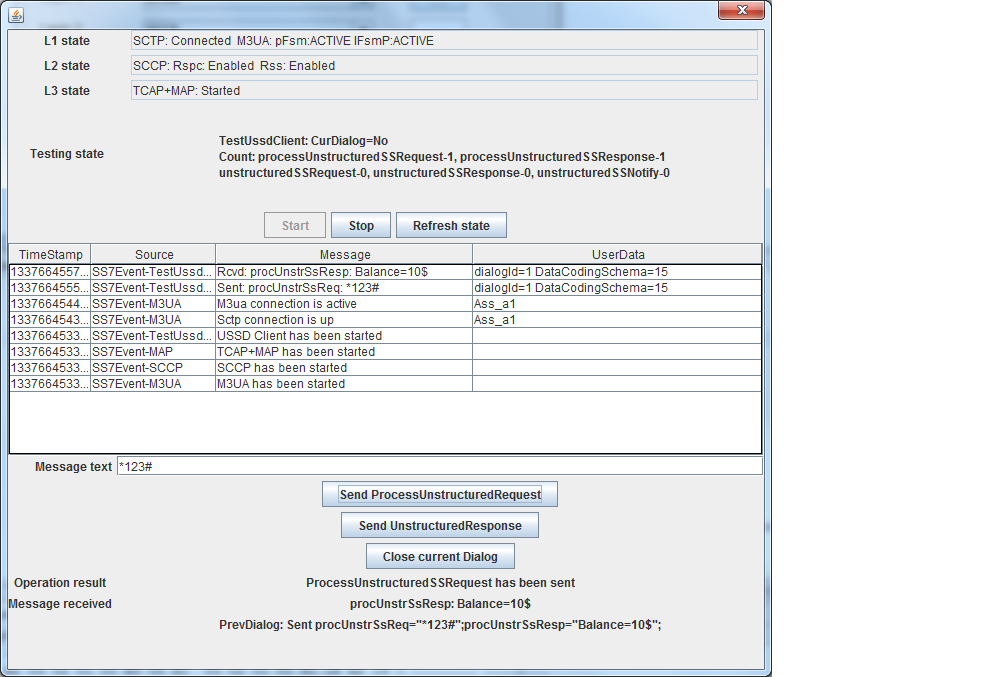 L1 state SCTP: Connected M3UA: pFsm:ACTIVE lFsmP:ACTIVE
L2 state SCCP: Rspc: Enabled Rss: Enabled
L3 state TCAP+MAP: Started
TestUssdClient: CurDialog=No
Testing state Count: processUnstructuredSSRequest-1, processUnstructuredSSResponse-1
unstructuredSSRequest-0, unstructuredSSResponse-0, unstructuredSSNotify-0
Start Stop Refresh state
TimeStamp Source Message UserData
1337664557... SS7Event-TestUssd... Rcvd: procUnstrSsResp: Balance=10$ dialogId=1 DataCodingSchema=15
1337664555... SS7Event-TestUssd... Sent: procUnstrSsReq: *123# dialogId=1 DataCodingSchema=15
1337664544... SS7Event-M3UA M3ua connection is active Ass_a1
1337664543... SS7Event-M3UA Sctp connection is up Ass_a1
1337664533... SS7Event-TestUssd... USSD Client has been started
1337664533... SS7Event-MAP TCAP+MAP has been started
1337664533... SS7Event-SCCP SCCP has been started
1337664533... SS7Event-M3UA M3UA has been started
Message text *123#
Send ProcessUnstructuredRequest
Send UnstructuredResponse
Close current Dialog
Operation result ProcessUnstructuredSSRequest has been sent
Message received procUnstrSsResp: Balance=10$
PrevDialog: Sent procUnstrSsReq="*123#";procUnstrSsResp="Balance=10$";